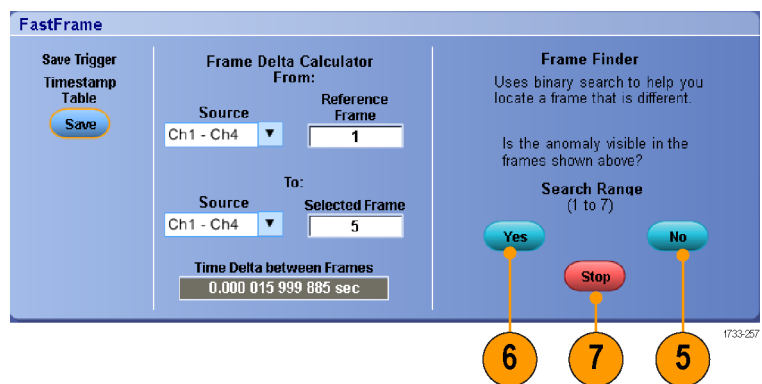 FastFrame
Save Trigger
Timestamp
Table
Save
Frame Delta Calculator
From:
Source
Reference
Frame
Ch1 - Ch4
1
To:
Source
Selected Frame
Ch1 - Ch4
5
Time Delta between Frames
0.000 015 999 885 sec
Frame Finder
Uses binary search to help you
locate a frame that is different.
Is the anomaly visible in the
frames shown above?
Search Range
(1 to 7)
Yes
No
Stop
1733-257
6
7
5